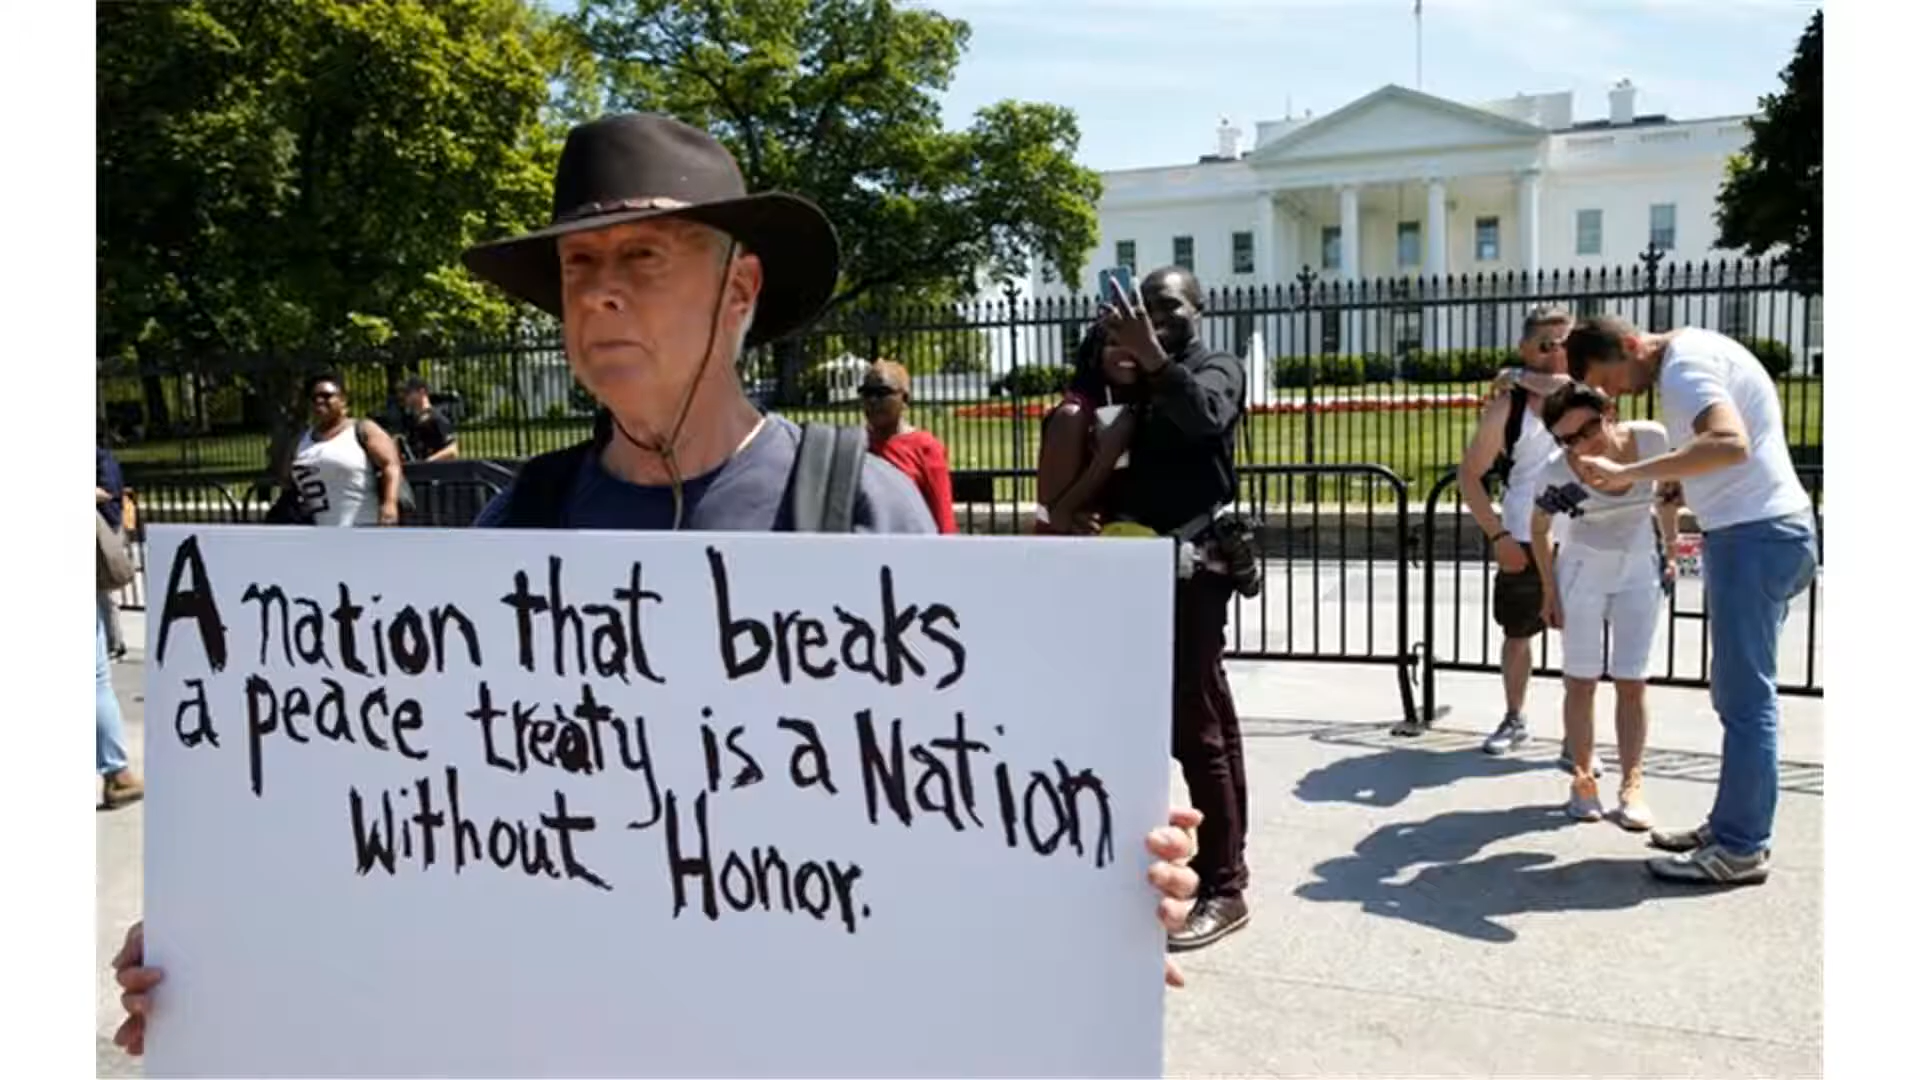 A nation that breaks
a peace treaty is a Nation
Without Honor.